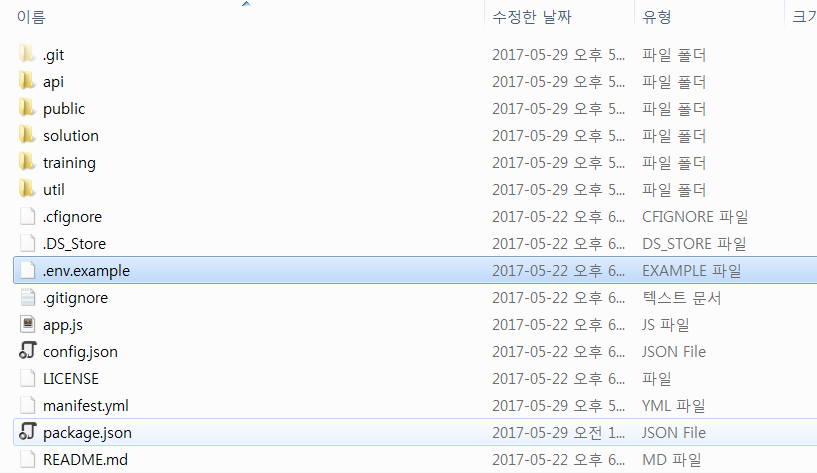 이름 수정한 날짜 유형 크기
.git 2017-05-29 오후 5... 파일 폴더
api 2017-05-29 오후 5... 파일 폴더
public 2017-05-29 오후 5... 파일 폴더
solution 2017-05-29 오후 5... 파일 폴더
training 2017-05-29 오후 5... 파일 폴더
util 2017-05-29 오후 5... 파일 폴더
.cfignore 2017-05-22 오후 6... CFIGNORE 파일
.DS_Store 2017-05-22 오후 6... DS_STORE 파일
.env.example 2017-05-22 오후 6... EXAMPLE 파일
.gitignore 2017-05-22 오후 6... 텍스트 문서
app.js 2017-05-22 오후 6... JS 파일
config.json 2017-05-22 오후 6... JSON File
LICENSE 2017-05-22 오후 6... 파일
manifest.yml 2017-05-29 오후 5... YML 파일
package.json 2017-05-29 오전 1... JSON File
README.md 2017-05-22 오후 6... MD 파일